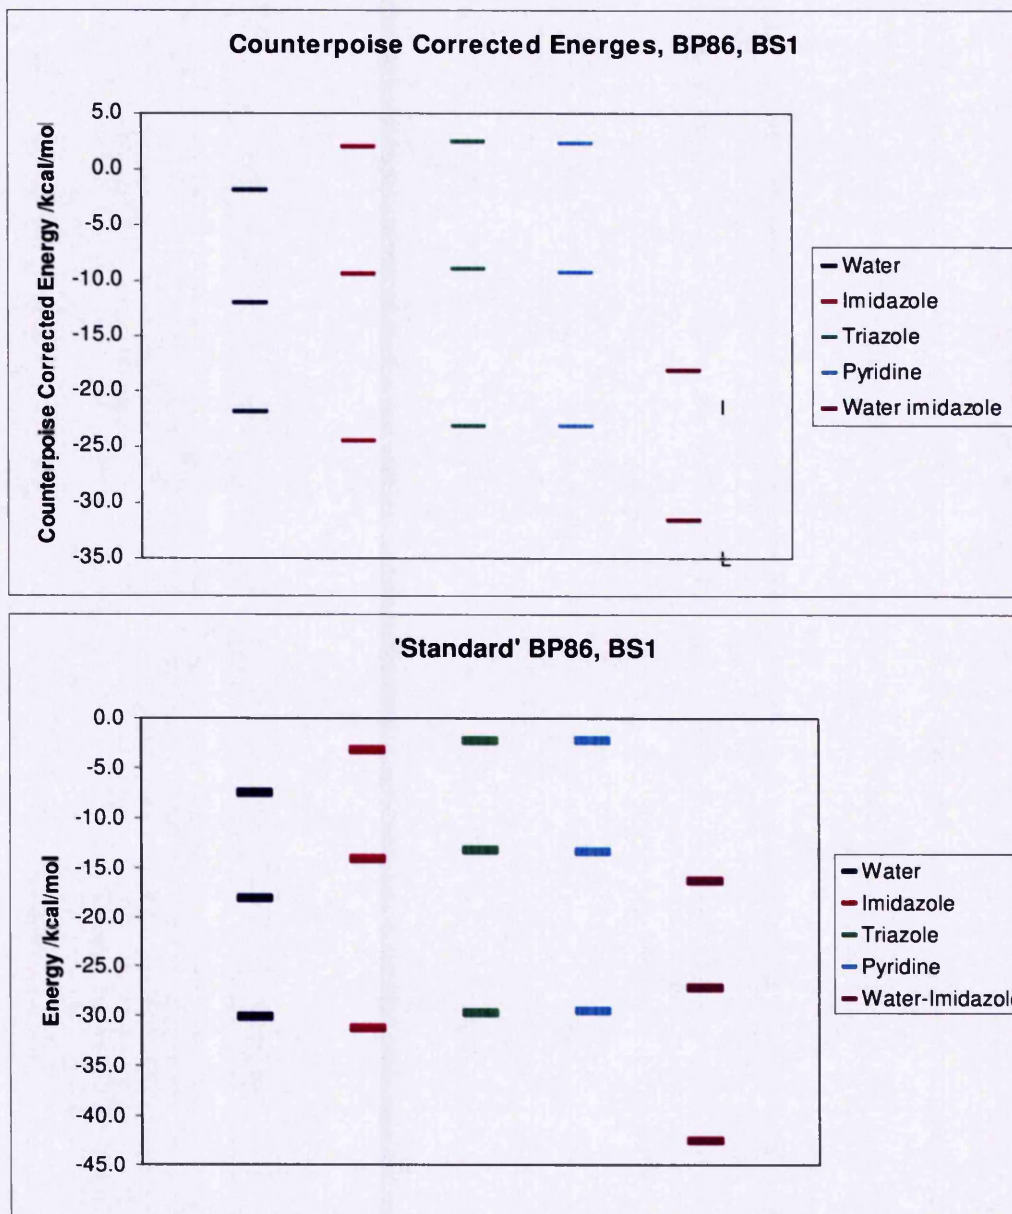 Counterpoise Corrected Energes, BP86, BS1
Counterpoise Corrected Energy /kcal/mol
5.0
0.0
-5.0
-10.0
-15.0
-20.0
-25.0
-30.0
-35.0
Water
Imidazole
Triazole
Pyridine
Water imidazole
'Standard' BP86, BS1
Energy /kcal/mol
0.0
-5.0
-10.0
-15.0
-20.0
-25.0
-30.0
-35.0
-40.0
-45.0
Water
Imidazole
Triazole
Pyridine
Water-Imidazole